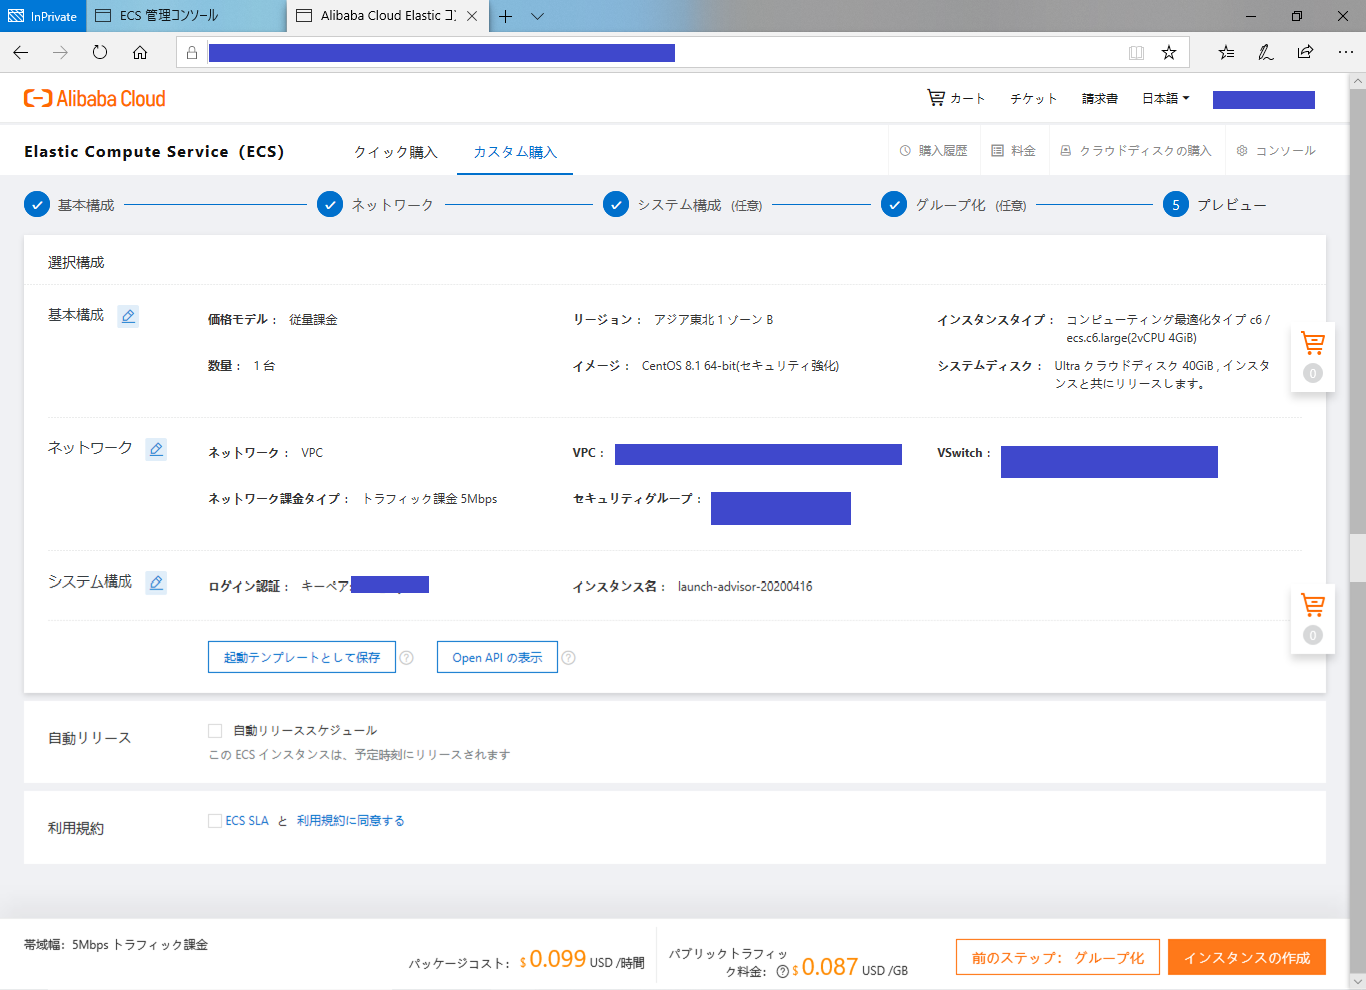 InPrivate
ECS 管理コンソール
Alibaba Cloud Elastic コ
Alibaba Cloud
カート
チケット
請求書
日本語
Elastic Compute Service（ECS）
クイック購入
カスタム購入
購入履歴
料金
クラウドディスクの購入
コンソール
基本構成
ネットワーク
システム構成 (任意)
グループ化 (任意)
5 プレビュー
選択構成
基本構成
価格モデル： 従量課金
リージョン： アジア東北 1 ゾーン B
インスタンスタイプ： コンピューティング最適化タイプ c6 /
ecs.c6.large(2vCPU 4GiB)
数量： 1 台
イメージ： CentOS 8.1 64-bit(セキュリティ強化)
システムディスク： Ultra クラウドディスク 40GiB , インスタ
ンスと共にリリースします。
0
ネットワーク
ネットワーク： VPC
VPC：
VSwitch：
ネットワーク課金タイプ： トラフィック課金 5Mbps
セキュリティグループ：
システム構成
ログイン認証： キーペア:
インスタンス名： launch-advisor-20200416
0
起動テンプレートとして保存
?
Open API の表示
?
自動リリース
自動リリーススケジュール
この ECS インスタンスは、予定時刻にリリースされます
利用規約
ECS SLA と 利用規約に同意する
帯域幅： 5Mbps トラフィック課金
パッケージコスト： $ 0.099 USD /時間
パブリックトラフィッ
ク料金： ? $ 0.087 USD /GB
前のステップ： グループ化
インスタンスの作成